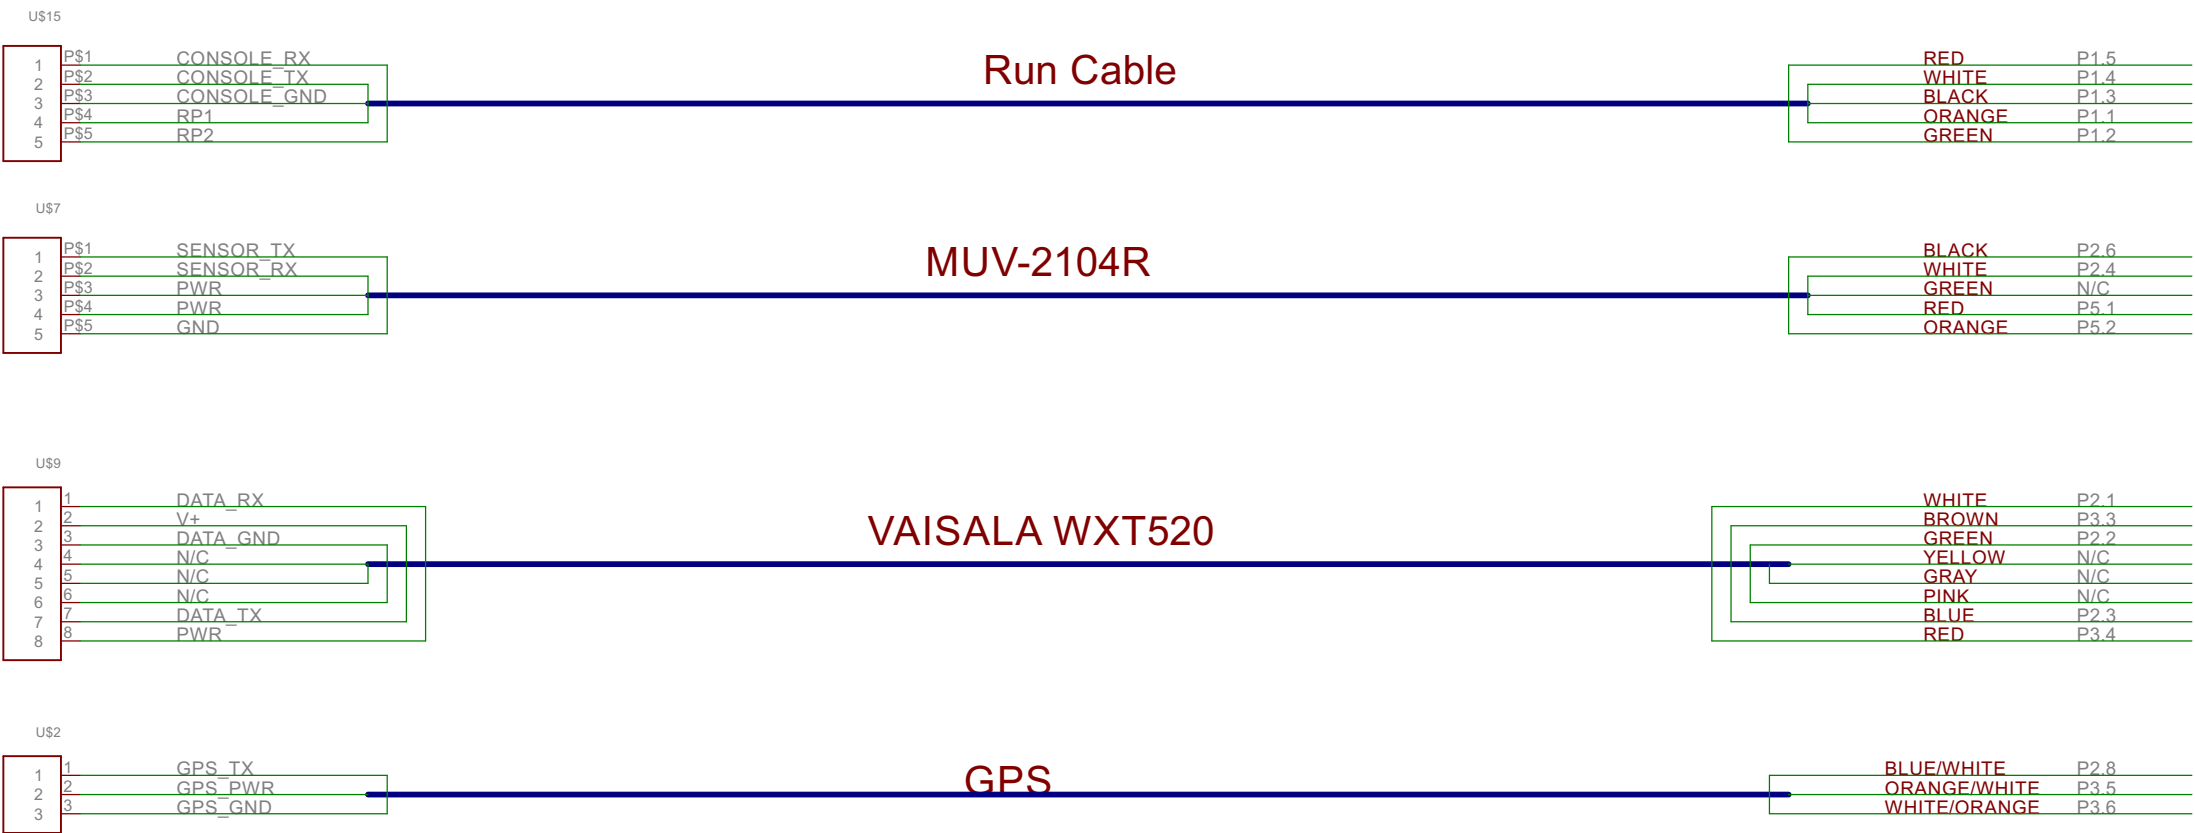 U$15
1 P$1 CONSOLE_RX RED P1.5
2 P$2 CONSOLE_TX WHITE P1.4
3 P$3 CONSOLE_GND BLACK P1.3
4 P$4 RP1 ORANGE P1.1
5 P$5 RP2 GREEN P1.2
Run Cable
U$7
1 P$1 SENSOR_TX BLACK P2.6
2 P$2 SENSOR_RX WHITE P2.4
3 P$3 PWR GREEN N/C
4 P$4 PWR RED P5.1
5 P$5 GND ORANGE P5.2
MUV-2104R
U$9
1 1 DATA_RX WHITE P2.1
2 2 V+ BROWN P3.3
3 3 DATA_GND GREEN P2.2
4 4 N/C YELLOW N/C
5 5 N/C GRAY N/C
6 6 N/C PINK N/C
7 7 DATA_TX BLUE P2.3
8 8 PWR RED P3.4
VAISALA WXT520
U$2
1 1 GPS_TX BLUE/WHITE P2.8
2 2 GPS_PWR ORANGE/WHITE P3.5
3 3 GPS_GND WHITE/ORANGE P3.6
GPS